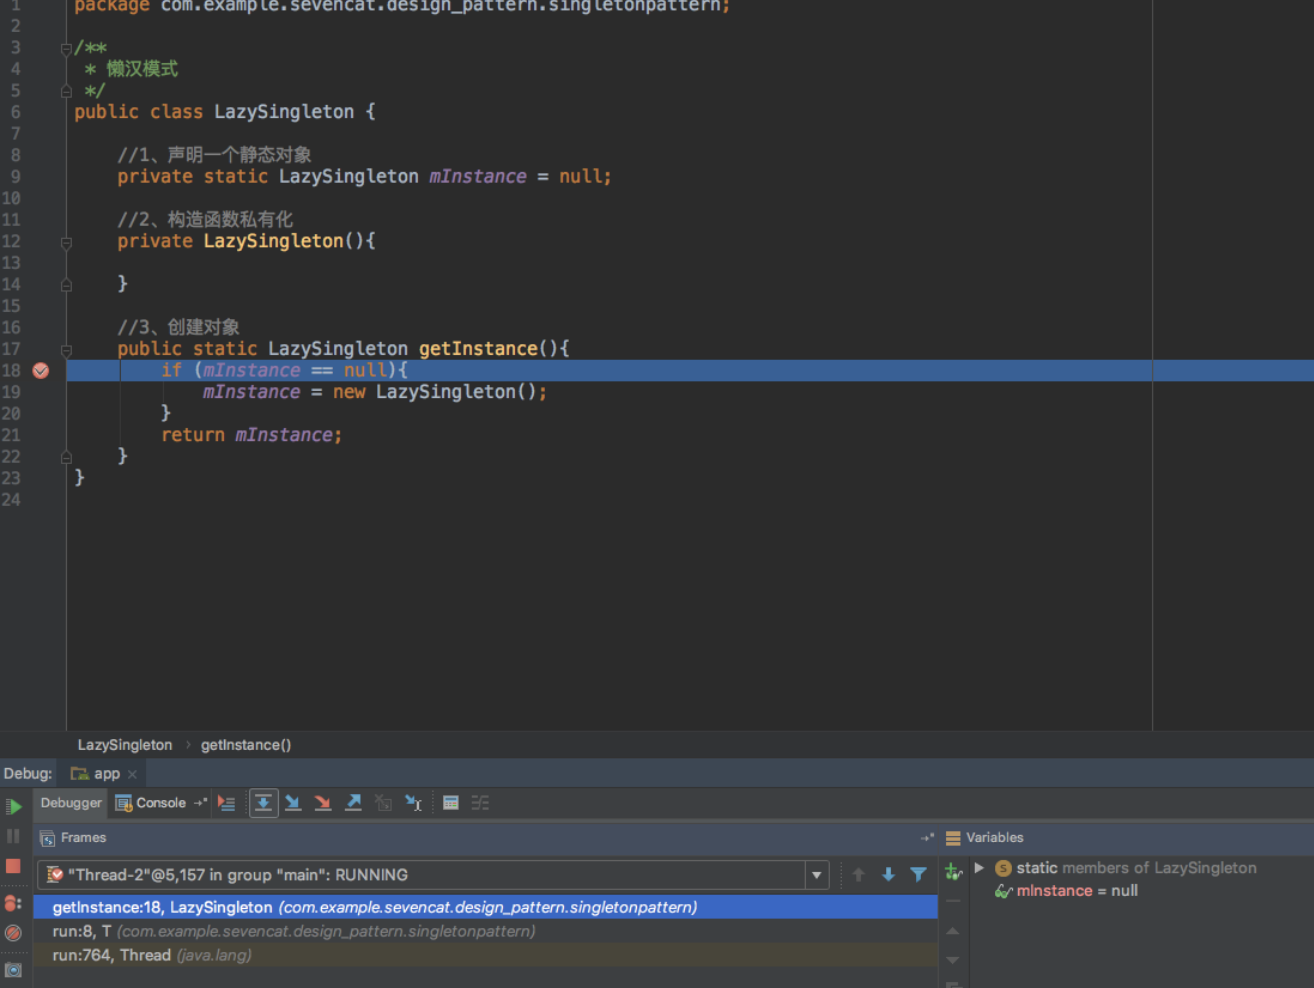 1 package com.example.sevencat.design_pattern.singletonpattern;
2
3 /**
4 * 懒汉模式
5 */
6 public class LazySingleton {
7
8 //1、声明一个静态对象
9 private static LazySingleton mInstance = null;
10
11 //2、构造函数私有化
12 private LazySingleton(){
13
14 }
15
16 //3、创建对象
17 public static LazySingleton getInstance(){
18 if (mInstance == null){
19 mInstance = new LazySingleton();
20 }
21 return mInstance;
22 }
23 }
24
LazySingleton › getInstance()
Debug: app ×
Debugger Console
Frames
Variables
"Thread-2"@5,157 in group "main": RUNNING
getInstance:18, LazySingleton (com.example.sevencat.design_pattern.singletonpattern)
run:8, T (com.example.sevencat.design_pattern.singletonpattern)
run:764, Thread (java.lang)
s static members of LazySingleton
mInstance = null